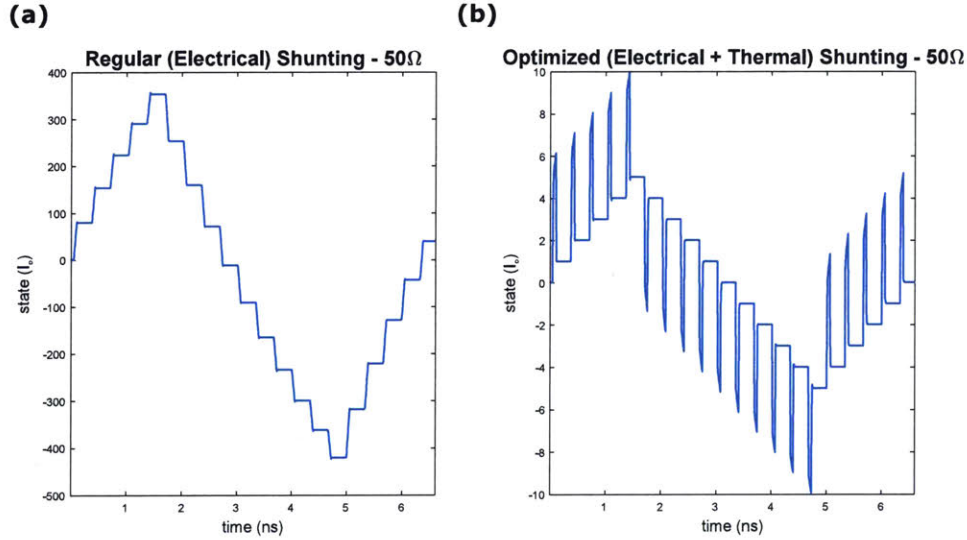 (a)
Regular (Electrical) Shunting - 50Ω
400
300
200
100
0
-100
-200
-300
-400
-500
state (I₀)
1 2 3 4 5 6
time (ns)
(b)
Optimized (Electrical + Thermal) Shunting - 50Ω
10
8
6
4
2
0
-2
-4
-6
-8
-10
state (I₀)
1 2 3 4 5 6
time (ns)